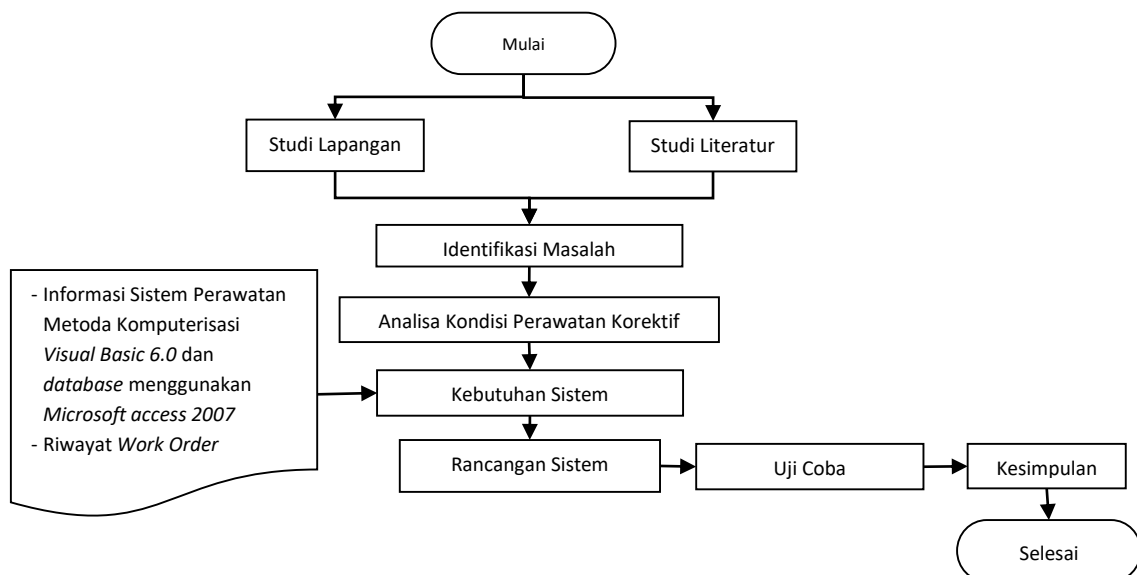 Mulai
Studi Lapangan
Studi Literatur
Identifikasi Masalah
Analisa Kondisi Perawatan Korektif
- Informasi Sistem Perawatan
Metoda Komputerisasi
Visual Basic 6.0 dan
database menggunakan
Microsoft access 2007
- Riwayat Work Order
Kebutuhan Sistem
Rancangan Sistem
Uji Coba
Kesimpulan
Selesai